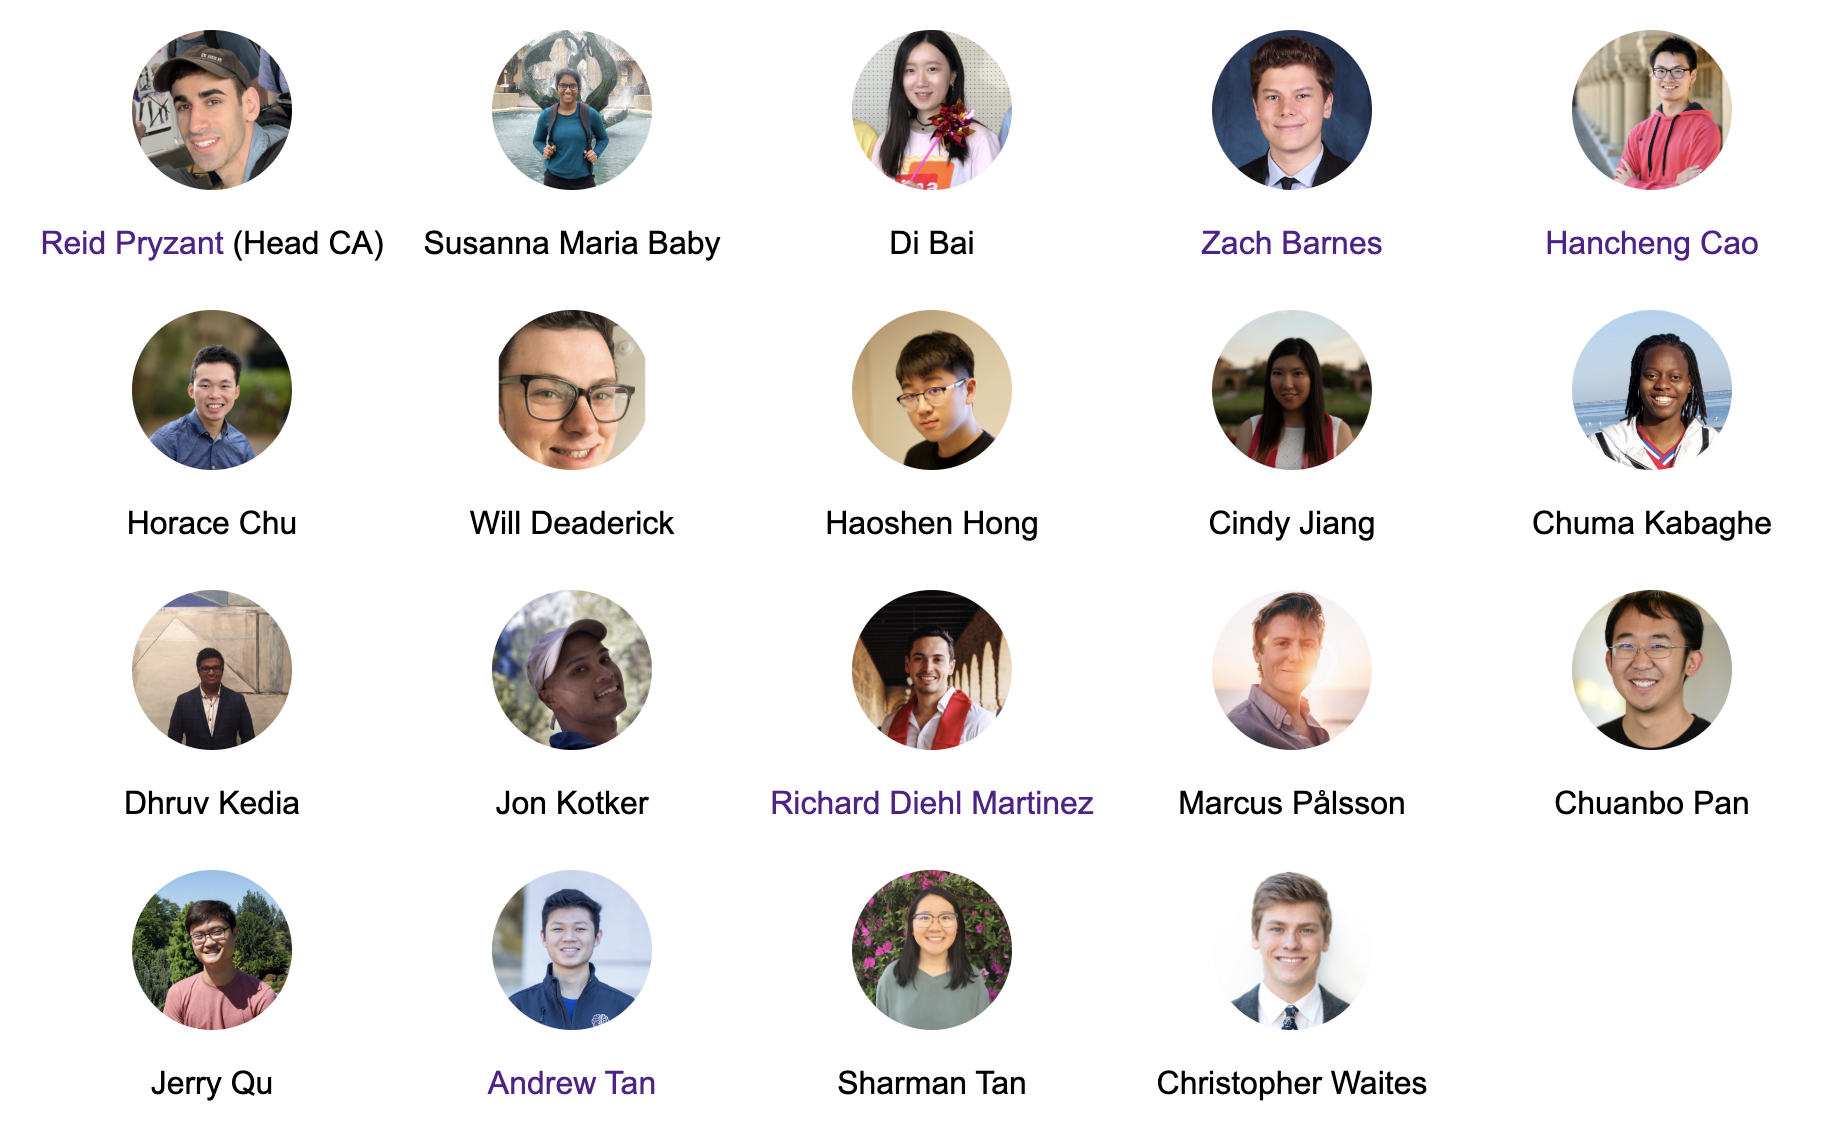 Reid Pryzant (Head CA)
Susanna Maria Baby
Di Bai
Zach Barnes
Hancheng Cao
Horace Chu
Will Deaderick
Haoshen Hong
Cindy Jiang
Chuma Kabaghe
Dhruv Kedia
Jon Kotker
Richard Diehl Martinez
Marcus Pålsson
Chuanbo Pan
Jerry Qu
Andrew Tan
Sharman Tan
Christopher Waites